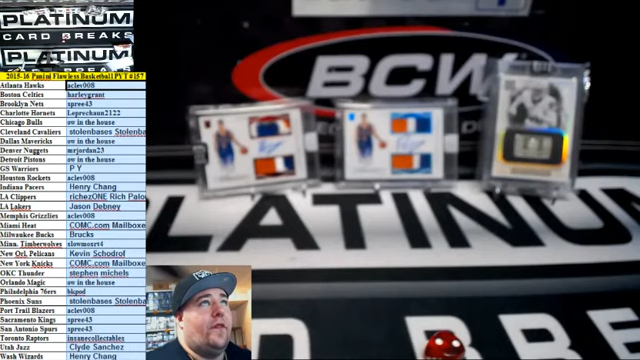 PLATINUM
CARD BREAKS
PLATINUM
2015-16 Panini Flawless Basketball PYT #157
Atlanta Hawks aclev008
Boston Celtics harleygrant
Brooklyn Nets spree43
Charlotte Hornets Leprechaun2122
Chicago Bulls ow in the house
Cleveland Cavaliers stolenbases Stolenba
Dallas Mavericks ow in the house
Denver Nuggets mrjordan23
Detroit Pistons ow in the house
GS Warriors P Y
Houston Rockets aclev008
Indiana Pacers Henry Chang
LA Clippers richezONE Rich Palo
LA Lakers Jason Debney
Memphis Grizzlies aclev008
Miami Heat COMC.com Mailboxe
Milwaukee Bucks Brucks
Minn. Timberwolves slowmosrt4
New Orl. Pelicans Kevin Schodrof
New York Knicks COMC.com Mailboxe
OKC Thunder stephen michels
Orlando Magic ow in the house
Philadelphia 76ers bkpod
Phoenix Suns stolenbases Stolenba
Port Trail Blazers aclev008
Sacramento Kings spree43
San Antonio Spurs spree43
Toronto Raptors insanecollectables
Utah Jazz Clyde Sanchez
Wash Wizards Henry Chang
BCW
PLATINUM